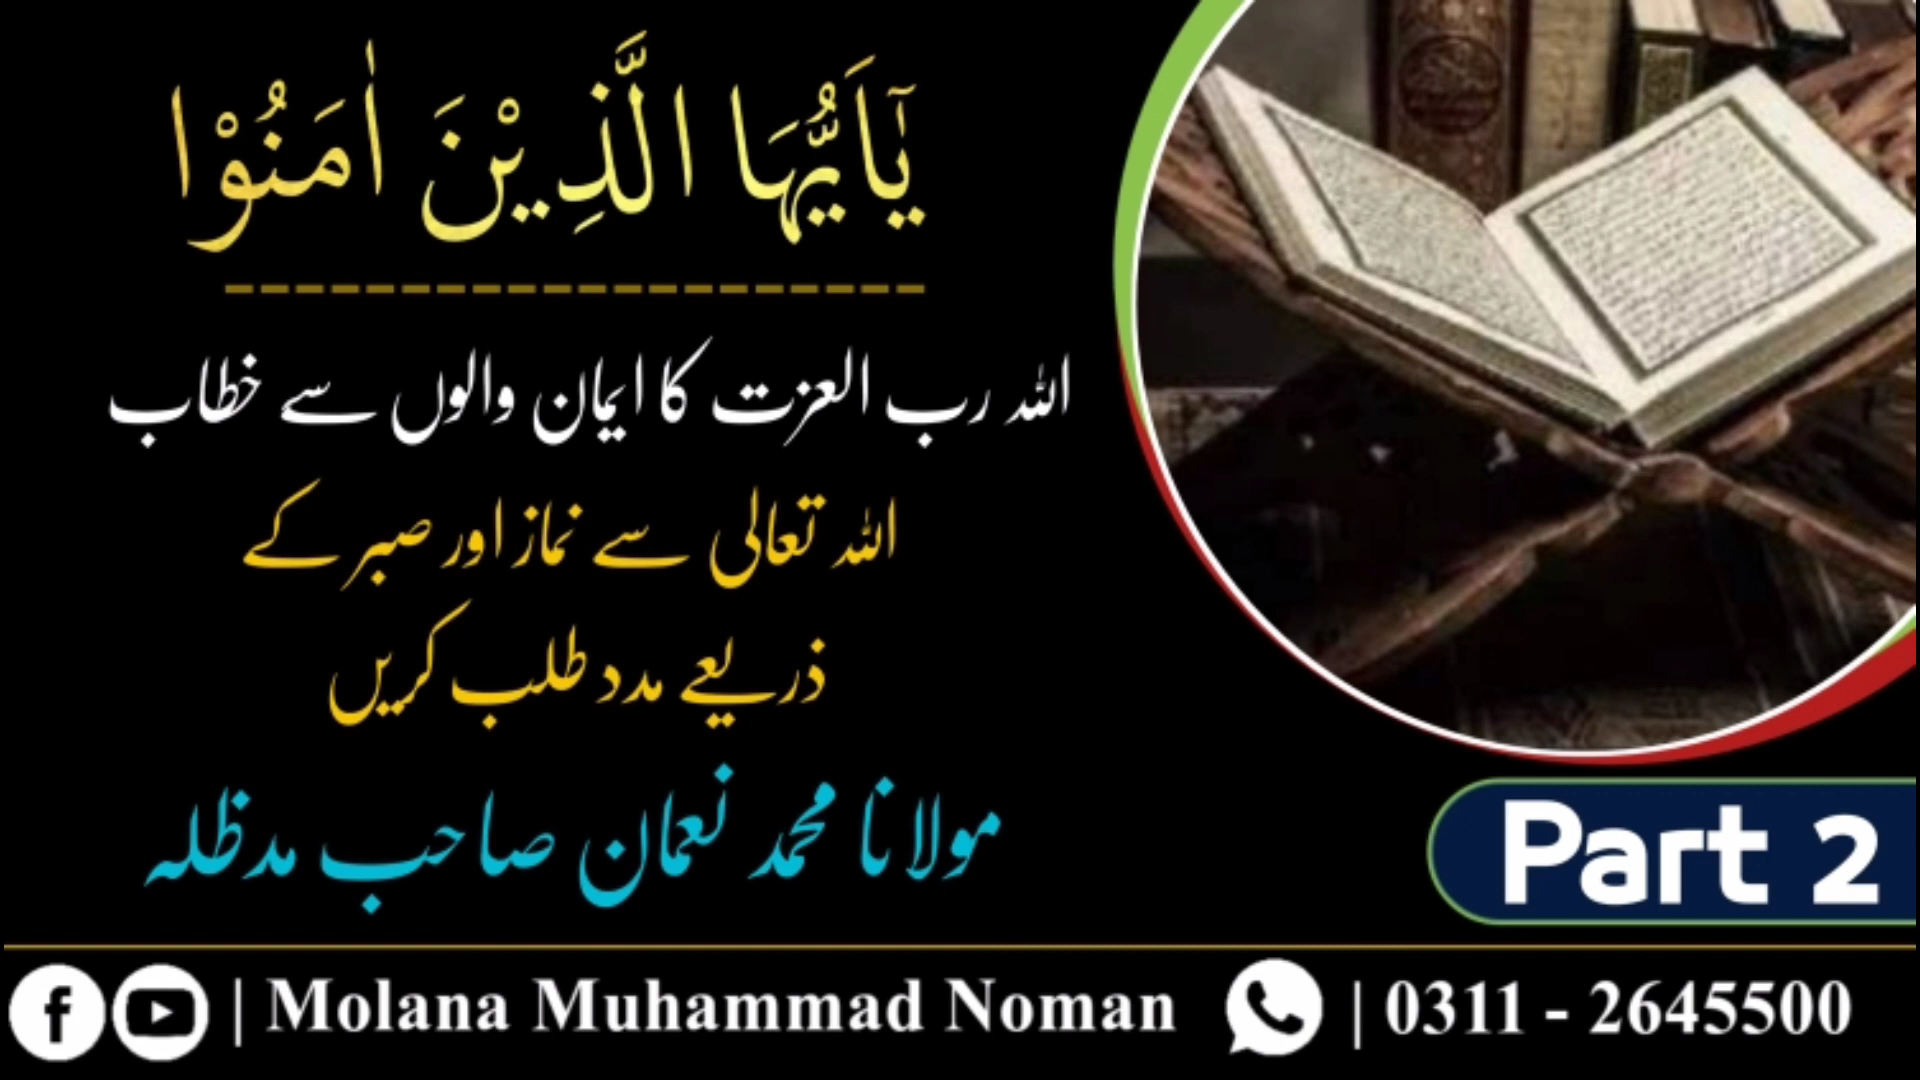 يٰۤاَيُّهَا الَّذِيْنَ اٰمَنُوْا
اللہ رب العزت کا ایمان والوں سے خطاب
اللہ تعالی سے نماز اور صبر کے
ذریعے مدد طلب کریں
مولانا محمد نعمان صاحب مدظلہ
Part 2
| Molana Muhammad Noman | 0311 - 2645500